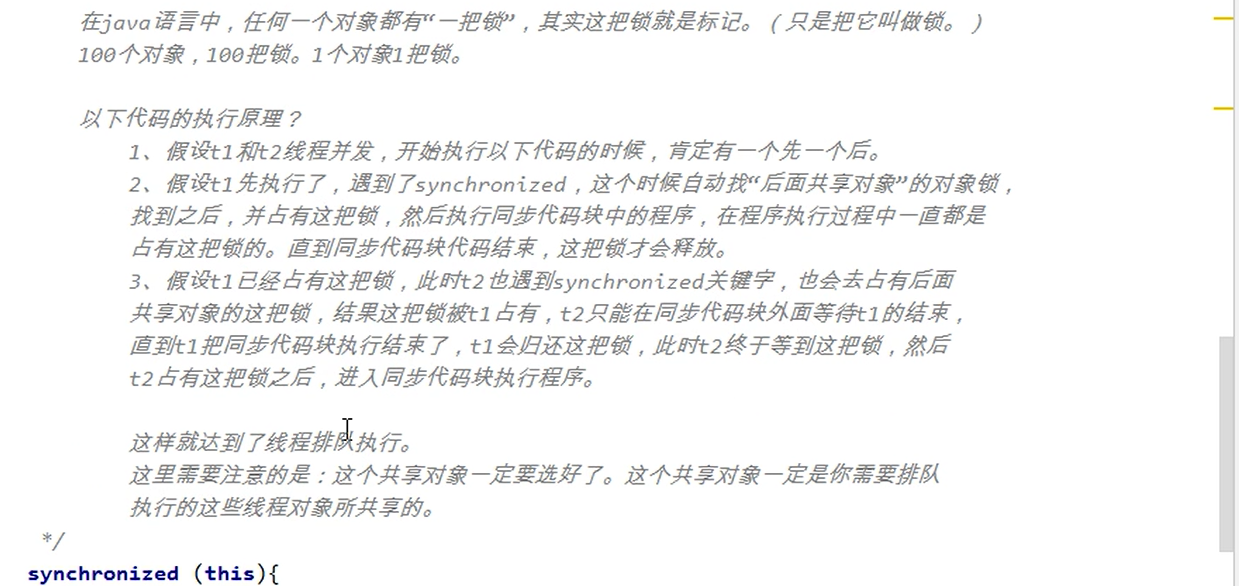 在java语言中，任何一个对象都有“一把锁”，其实这把锁就是标记。（只是把它叫做锁。）
100个对象，100把锁。1个对象1把锁。
以下代码的执行原理？
1、假设t1和t2线程并发，开始执行以下代码的时候，肯定有一个先一个后。
2、假设t1先执行了，遇到了synchronized，这个时候自动找“后面共享对象”的对象锁，
找到之后，并占有这把锁，然后执行同步代码块中的程序，在程序执行过程中一直都是
占有这把锁的。直到同步代码块代码结束，这把锁才会释放。
3、假设t1已经占有这把锁，此时t2也遇到synchronized关键字，也会去占有后面
共享对象的这把锁，结果这把锁被t1占有，t2只能在同步代码块外面等待t1的结束，
直到t1把同步代码块执行结束了，t1会归还这把锁，此时t2终于等到这把锁，然后
t2占有这把锁之后，进入同步代码块执行程序。
这样就达到了线程排队执行。
这里需要注意的是：这个共享对象一定要选好了。这个共享对象一定是你需要排队
执行的这些线程对象所共享的。
*/
synchronized (this){